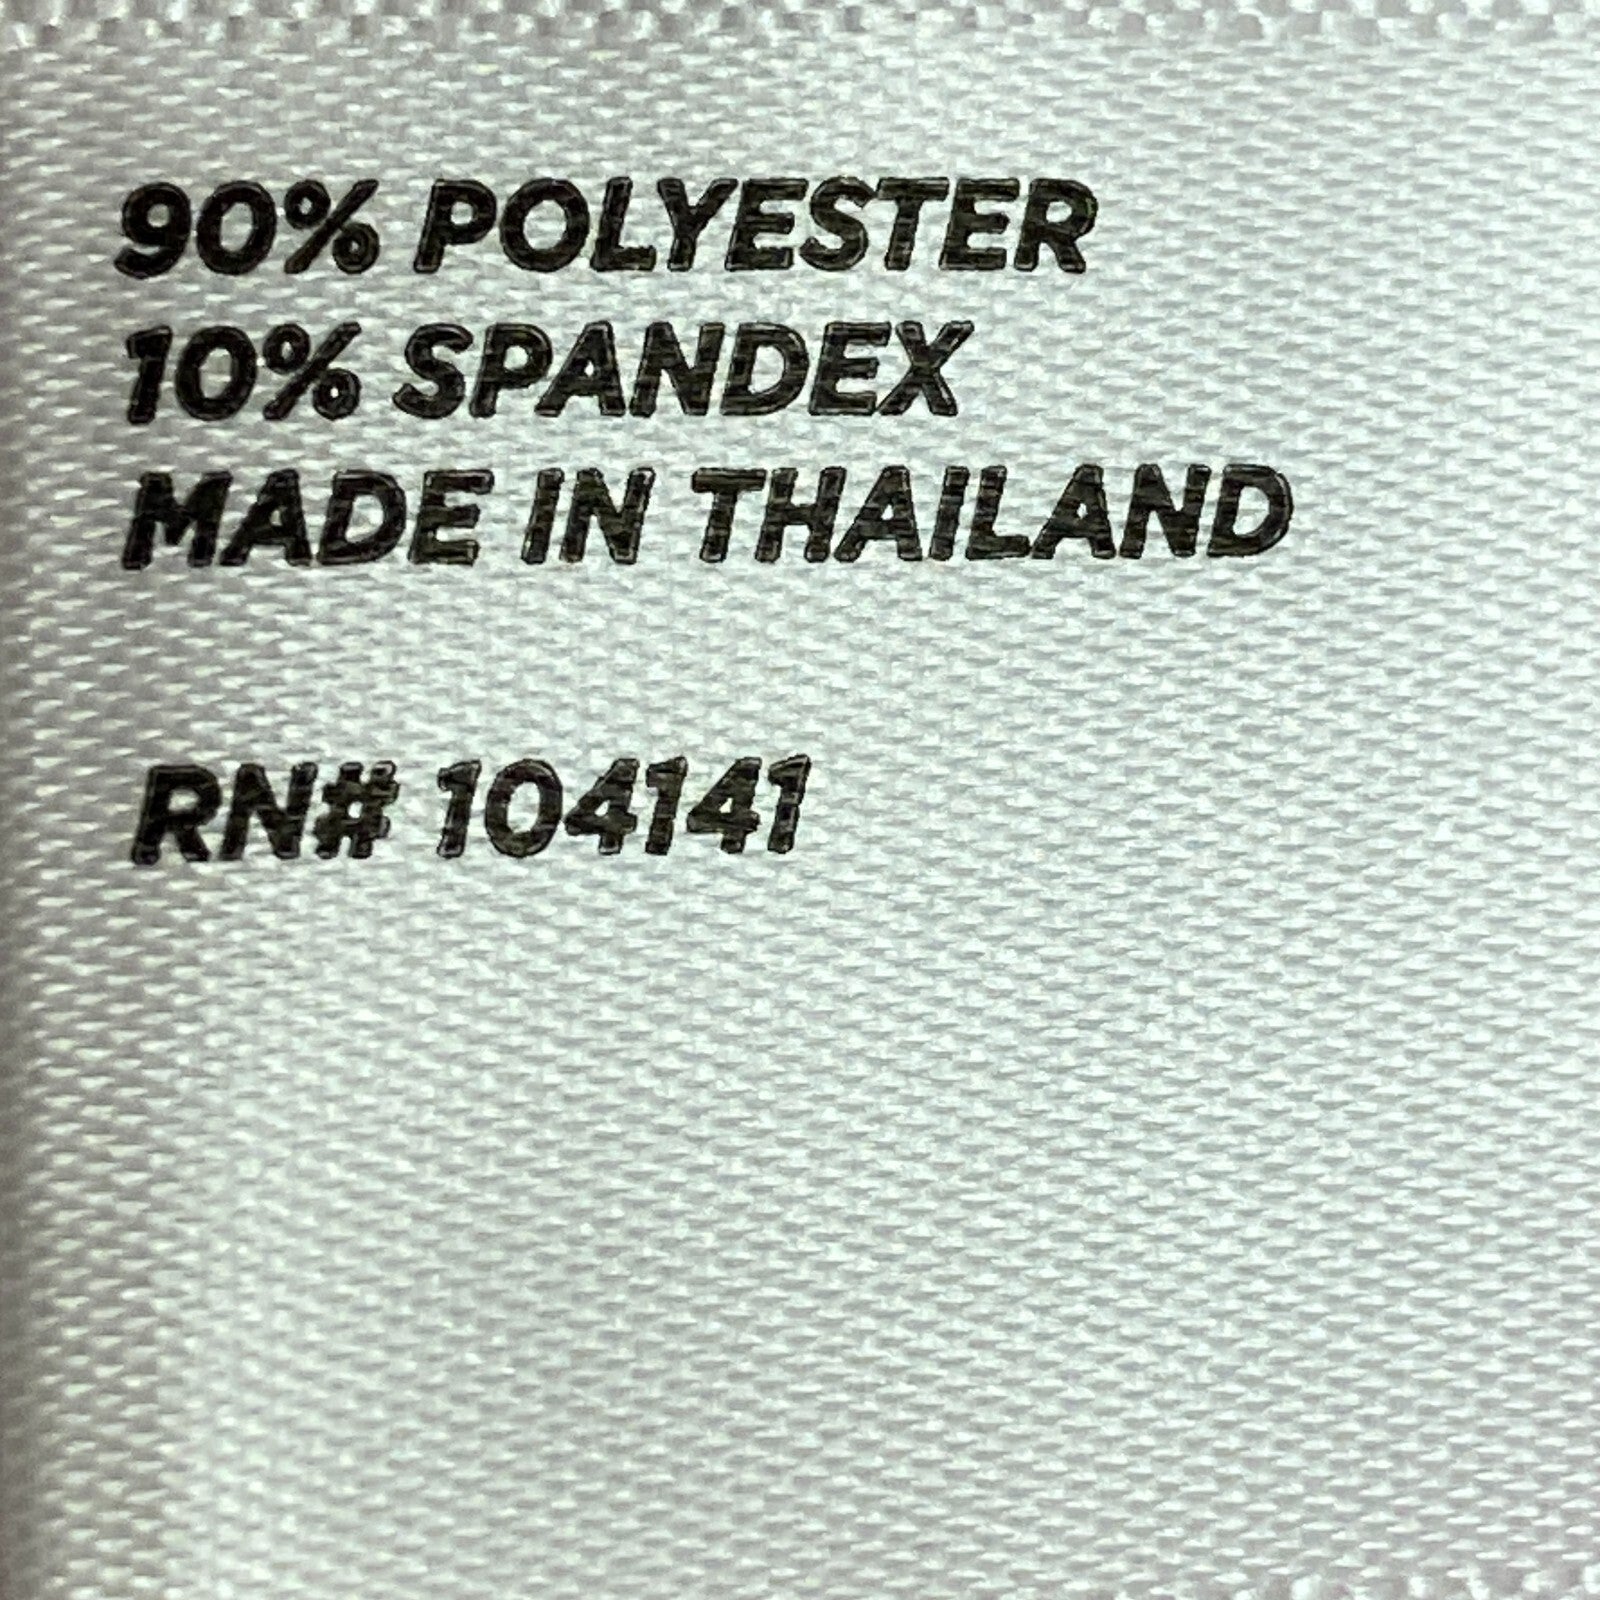 90% POLYESTER
10% SPANDEX
MADE IN THAILAND
RN# 104141